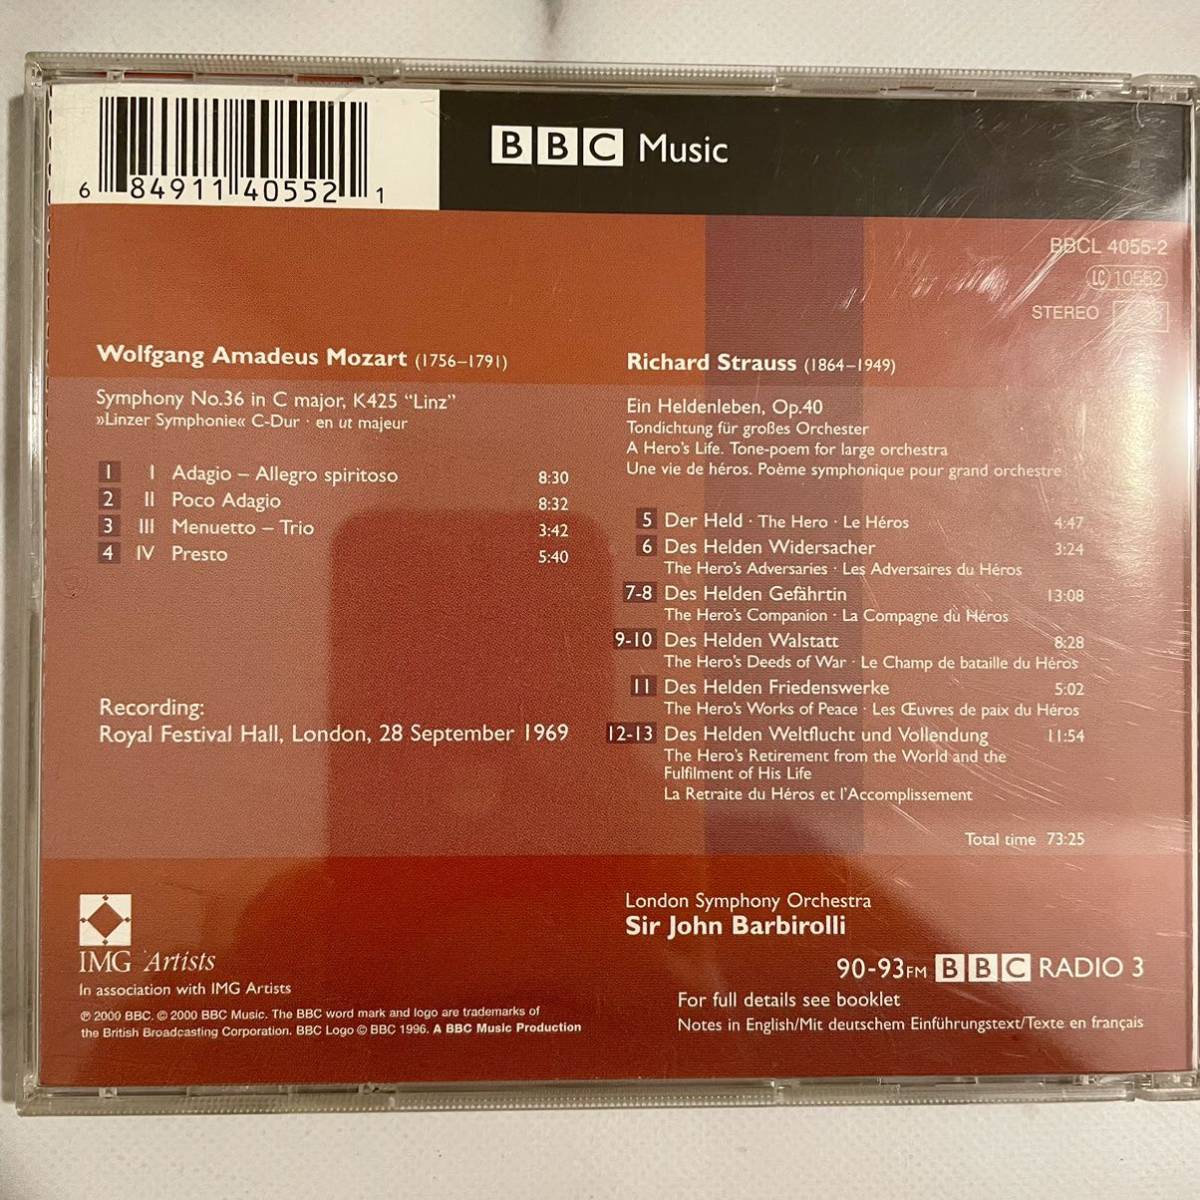 6 84911 40552 1
BBC Music
BBCL 4055-2
LC 10552
STEREO
Wolfgang Amadeus Mozart (1756–1791)
Symphony No.36 in C major, K425 “Linz”
»Linzer Symphonie« C-Dur · en ut majeur
1 I Adagio – Allegro spiritoso 8:30
2 II Poco Adagio 8:32
3 III Menuetto – Trio 3:42
4 IV Presto 5:40
Recording:
Royal Festival Hall, London, 28 September 1969
Richard Strauss (1864–1949)
Ein Heldenleben, Op.40
Tondichtung für großes Orchester
A Hero’s Life. Tone-poem for large orchestra
Une vie de héros. Poème symphonique pour grand orchestre
5 Der Held · The Hero · Le Héros 4:47
6 Des Helden Widersacher 3:24
The Hero’s Adversaries · Les Adversaires du Héros
7-8 Des Helden Gefährtin 13:08
The Hero’s Companion · La Compagne du Héros
9-10 Des Helden Walstatt 8:28
The Hero’s Deeds of War · Le Champ de bataille du Héros
11 Des Helden Friedenswerke 5:02
The Hero’s Works of Peace · Les Œuvres de paix du Héros
12-13 Des Helden Weltflucht und Vollendung 11:54
The Hero’s Retirement from the World and the
Fulfilment of His Life
La Retraite du Héros et l’Accomplissement
Total time 73:25
London Symphony Orchestra
Sir John Barbirolli
90-93FM BBC RADIO 3
For full details see booklet
Notes in English/Mit deutschem Einführungstext/Texte en français
IMG Artists
In association with IMG Artists
℗ 2000 BBC. © 2000 BBC Music. The BBC word mark and logo are trademarks of
the British Broadcasting Corporation. BBC Logo © BBC 1996. A BBC Music Production